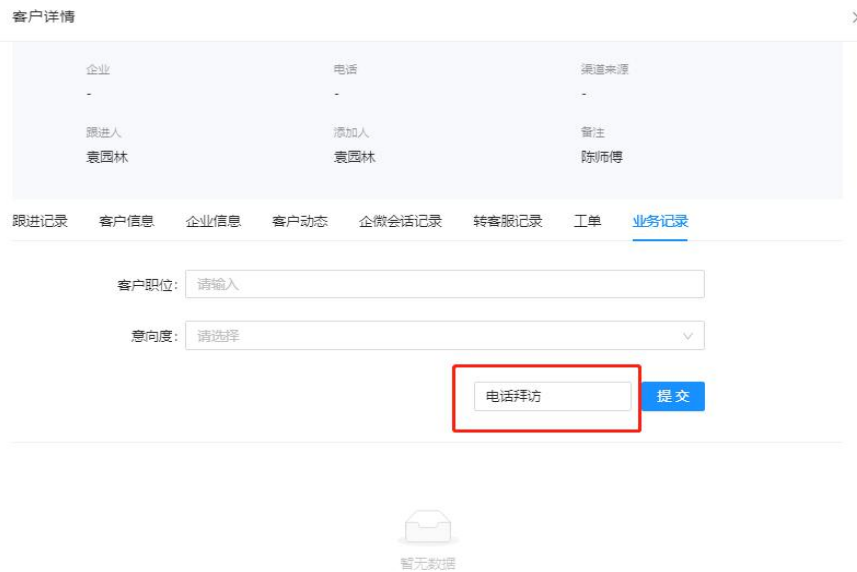 客户详情
企业 电话 渠道来源
- - -
跟进人 添加人 备注
袁园林 袁园林 陈师傅
跟进记录 客户信息 企业信息 客户动态 企微会话记录 转客服记录 工单 业务记录
客户职位: 请输入
意向度: 请选择
电话拜访 提交
暂无数据